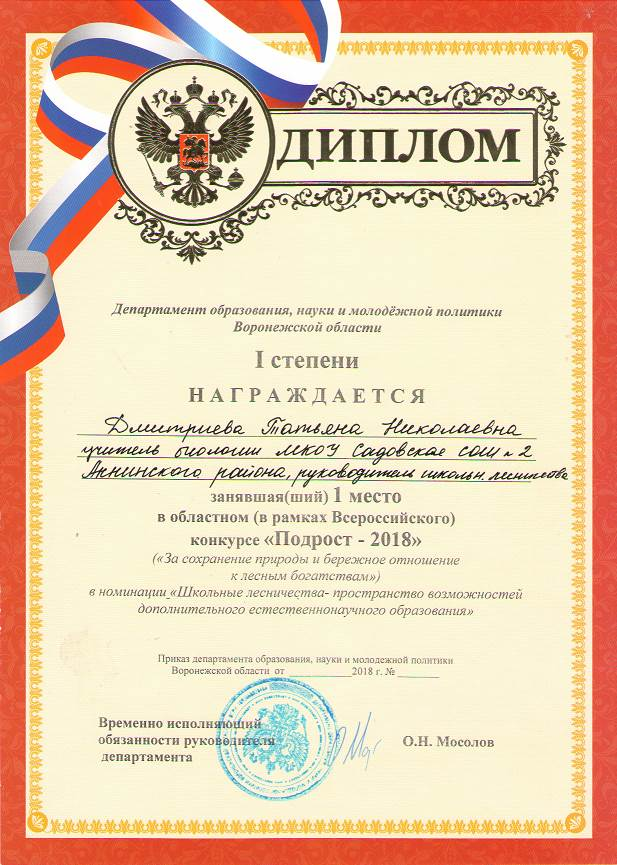 ДИПЛОМ
Департамент образования, науки и молодёжной политики
Воронежской области
I степени
НАГРАЖДАЕТСЯ
Дмитриева Татьяна Николаевна
учитель биологии МКОУ Садовская СОШ №2
Аннинского района, руководитель школьн. лесничества
занявшая(ший) 1 место
в областном (в рамках Всероссийского)
конкурсе «Подрост - 2018»
(«За сохранение природы и бережное отношение
к лесным богатствам»)
в номинации «Школьные лесничества- пространство возможностей
дополнительного естественнонаучного образования»
Приказ департамента образования, науки и молодежной политики
Воронежской области от ____________2018 г. № ________
Временно исполняющий
обязанности руководителя
департамента
О.Н. Мосолов